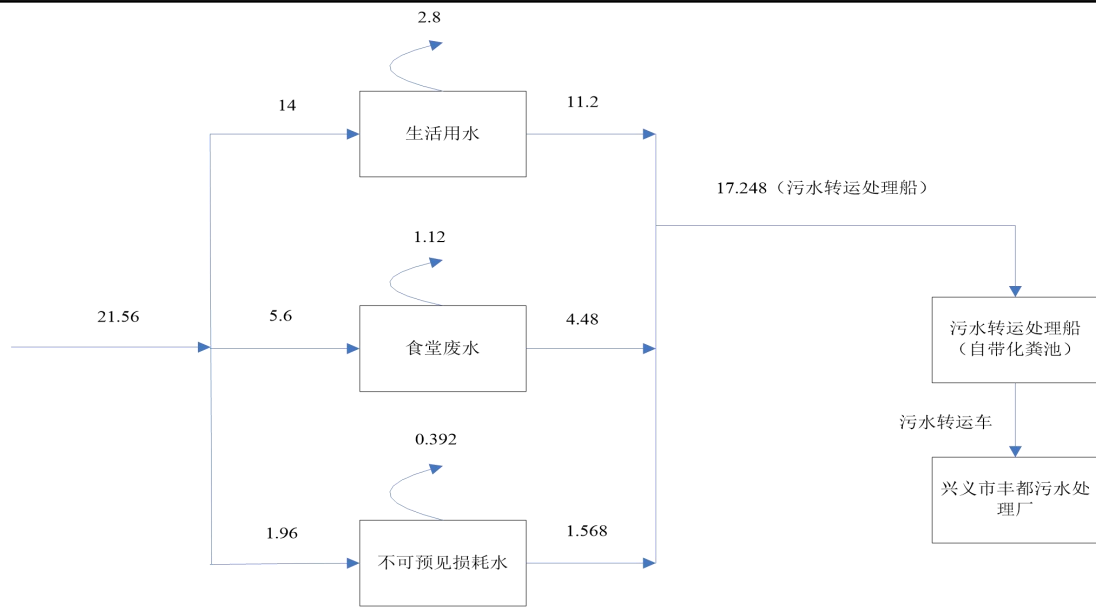 2.8
14
生活用水
11.2
17.248（污水转运处理船）
1.12
21.56
5.6
食堂废水
4.48
污水转运处理船
（自带化粪池）
污水转运车
0.392
1.96
不可预见损耗水
1.568
兴义市丰都污水处
理厂